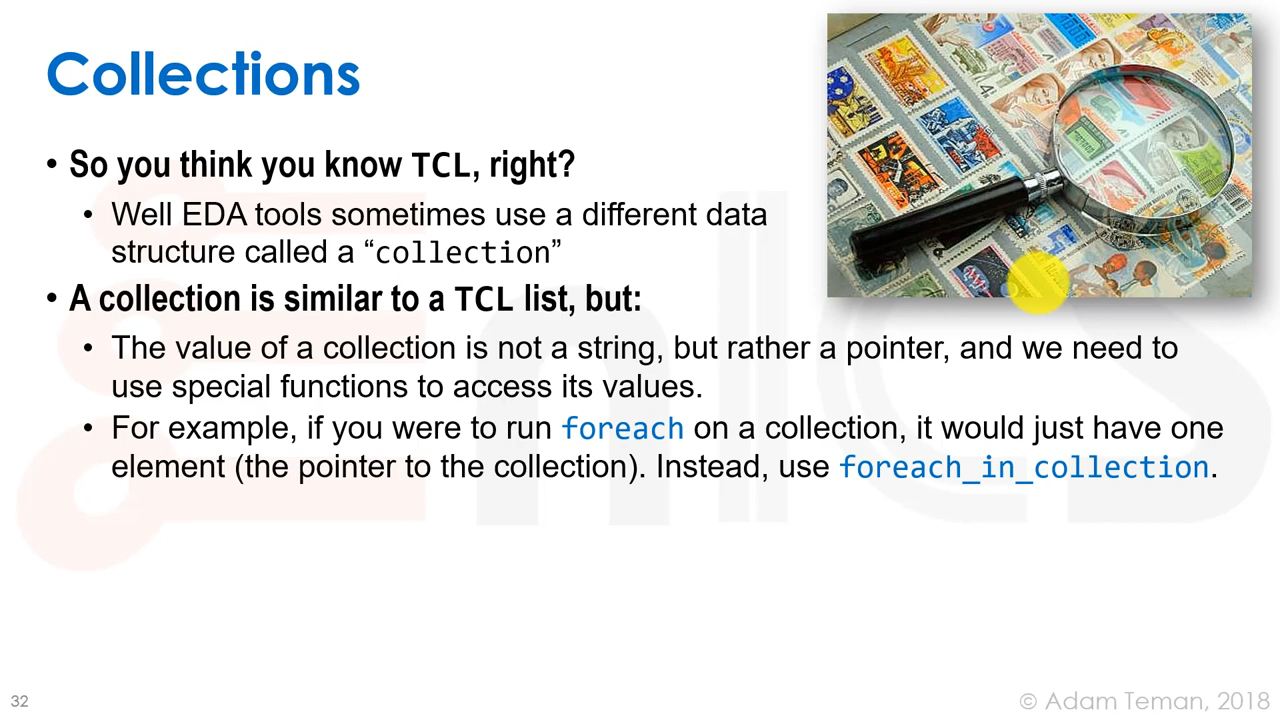 Collections
• So you think you know TCL, right?
• Well EDA tools sometimes use a different data
structure called a “collection”
• A collection is similar to a TCL list, but:
• The value of a collection is not a string, but rather a pointer, and we need to
use special functions to access its values.
• For example, if you were to run foreach on a collection, it would just have one
element (the pointer to the collection). Instead, use foreach_in_collection.
32
© Adam Teman, 2018